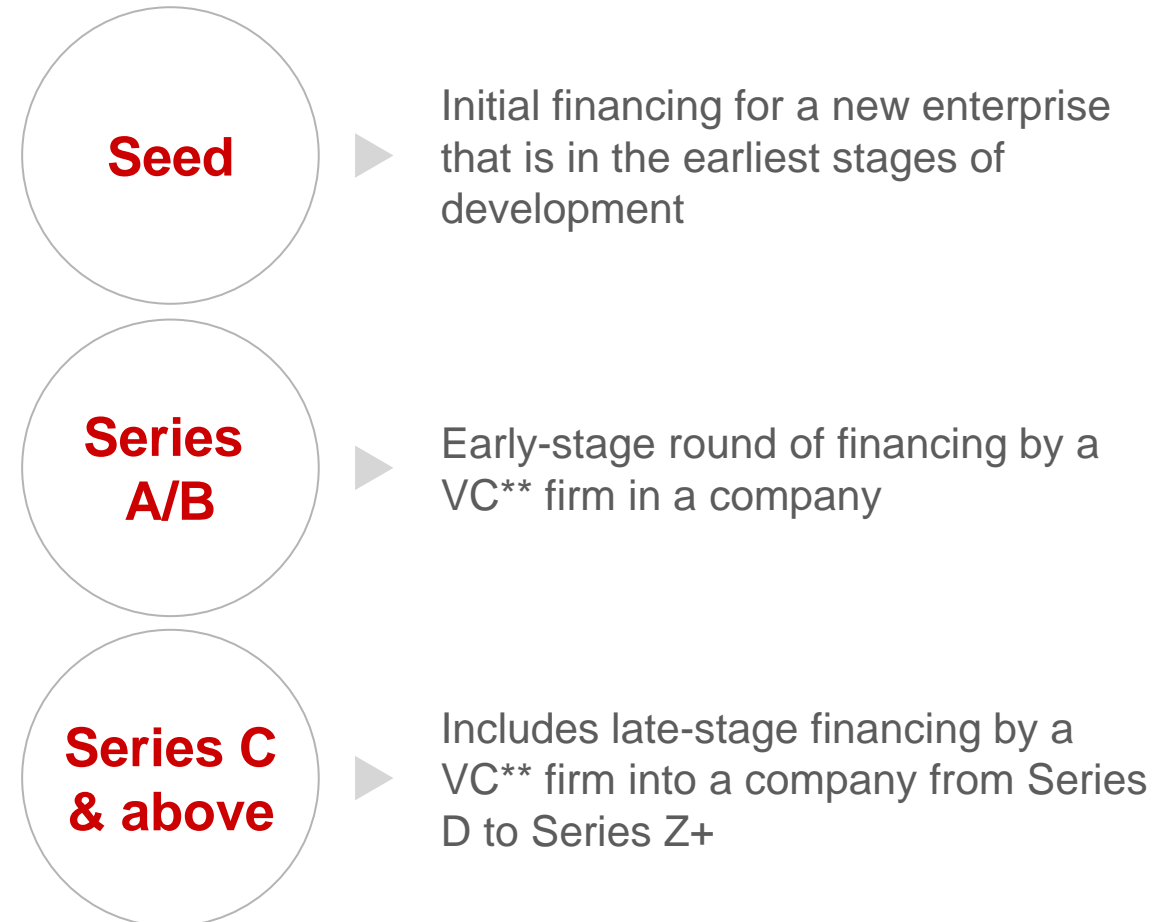 Seed
Initial financing for a new enterprise
that is in the earliest stages of
development
Series
A/B
Early-stage round of financing by a
VC** firm in a company
Series C
& above
Includes late-stage financing by a
VC** firm into a company from Series
D to Series Z+